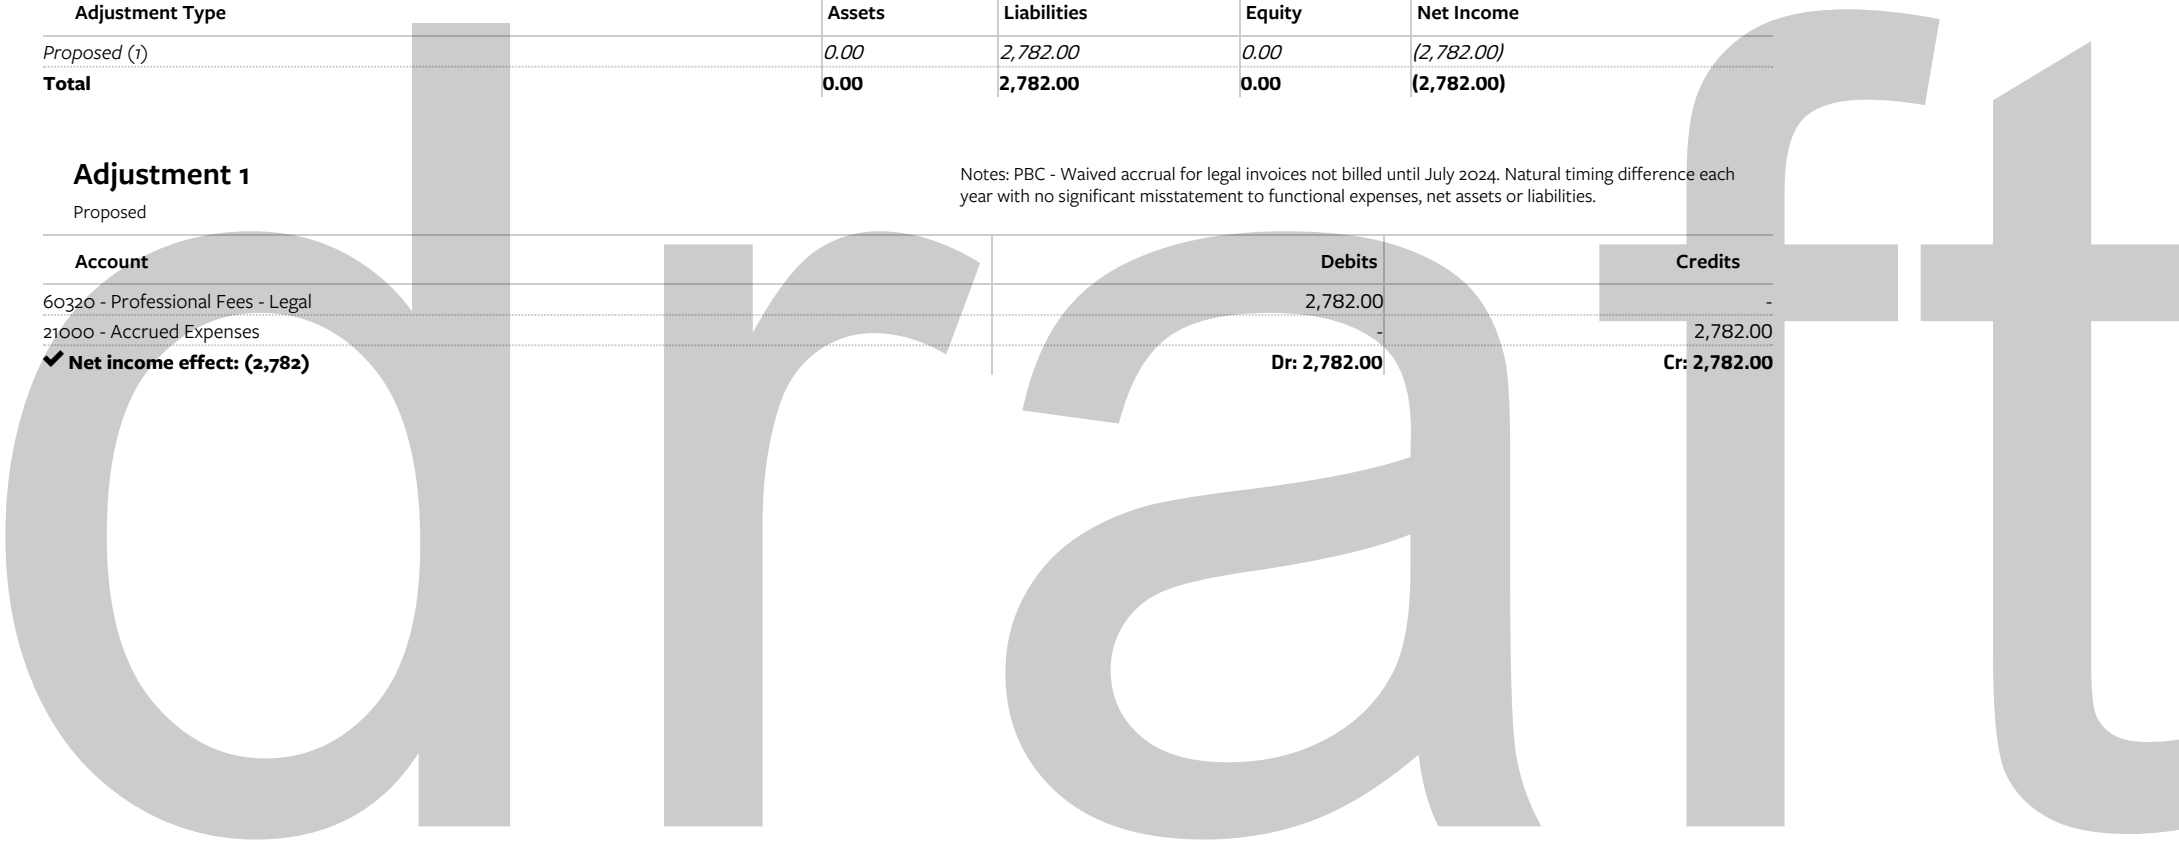 Adjustment Type Assets Liabilities Equity Net Income
Proposed (1) 0.00 2,782.00 0.00 (2,782.00)
Total 0.00 2,782.00 0.00 (2,782.00)
Adjustment 1
Proposed
Notes: PBC - Waived accrual for legal invoices not billed until July 2024. Natural timing difference each
year with no significant misstatement to functional expenses, net assets or liabilities.
Account Debits Credits
60320 - Professional Fees - Legal 2,782.00 -
21000 - Accrued Expenses - 2,782.00
✔ Net income effect: (2,782) Dr: 2,782.00 Cr: 2,782.00
draft